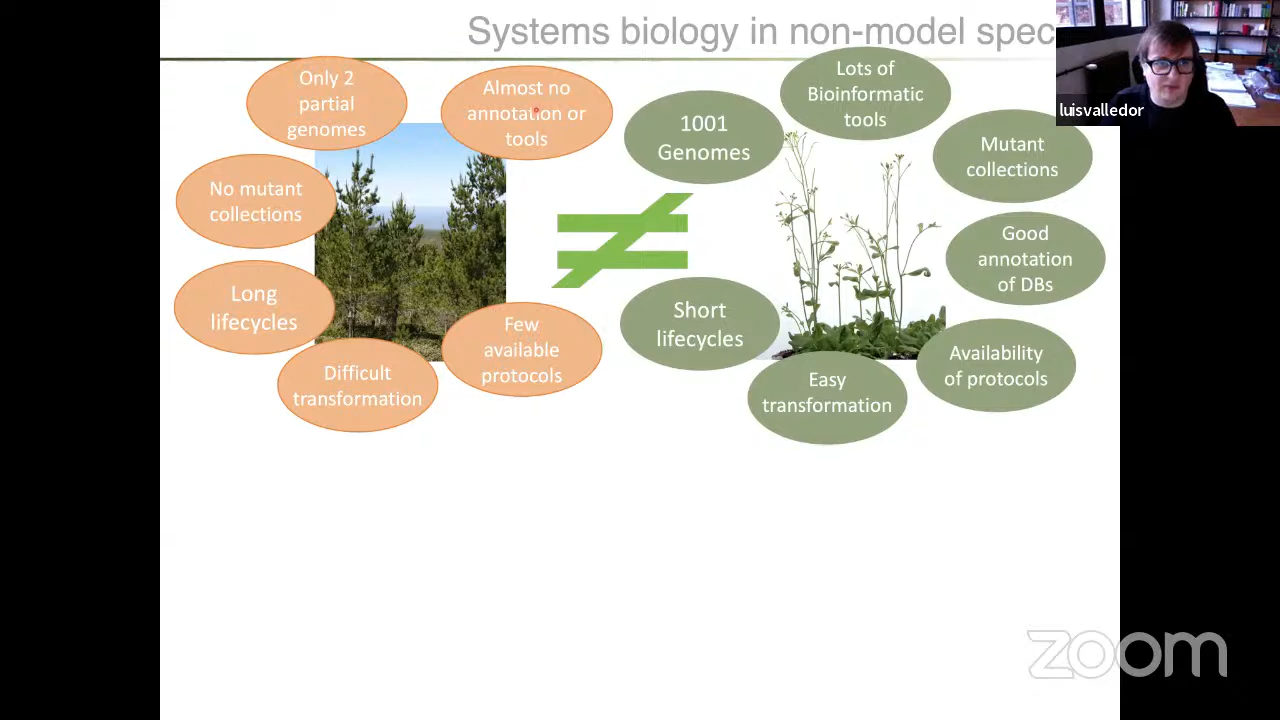 Systems biology in non-model spec
luisvalledor
Only 2
partial
genomes
Almost no
annotation or
tools
No mutant
collections
Long
lifecycles
Difficult
transformation
Few
available
protocols
1001
Genomes
Lots of
Bioinformatic
tools
Mutant
collections
Good
annotation
of DBs
Short
lifecycles
Availability
of protocols
Easy
transformation
zoom